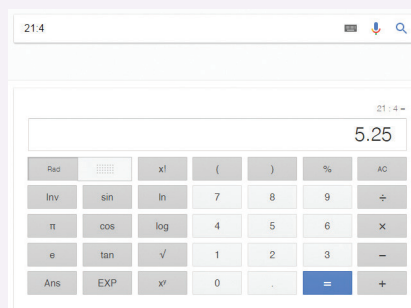 21:4
21 : 4 =
5.25
Rad x! ( ) % AC
Inv sin ln 7 8 9 ÷
π cos log 4 5 6 ×
e tan √ 1 2 3 −
Ans EXP xʸ 0 . = +